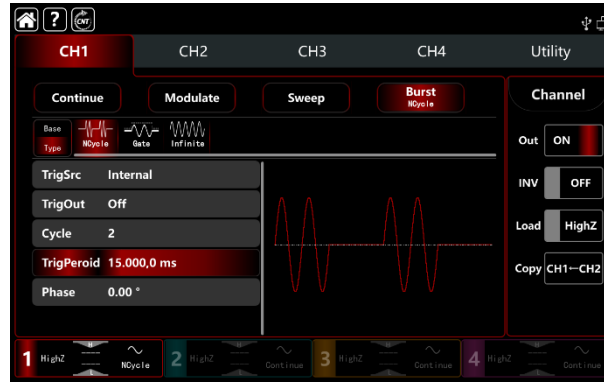 ? CNT
CH1 CH2 CH3 CH4 Utility
Continue Modulate Sweep Burst NCycle Channel
Base Type NCycle Gate Infinite
Out ON
TrigSrc Internal
INV OFF
TrigOut Off
Load HighZ
Cycle 2
TrigPeroid 15.000,0 ms
Copy CH1←CH2
Phase 0.00 °
1 HighZ H L NCycle 2 HighZ H L Continue 3 HighZ H L Continue 4 HighZ H L Continue